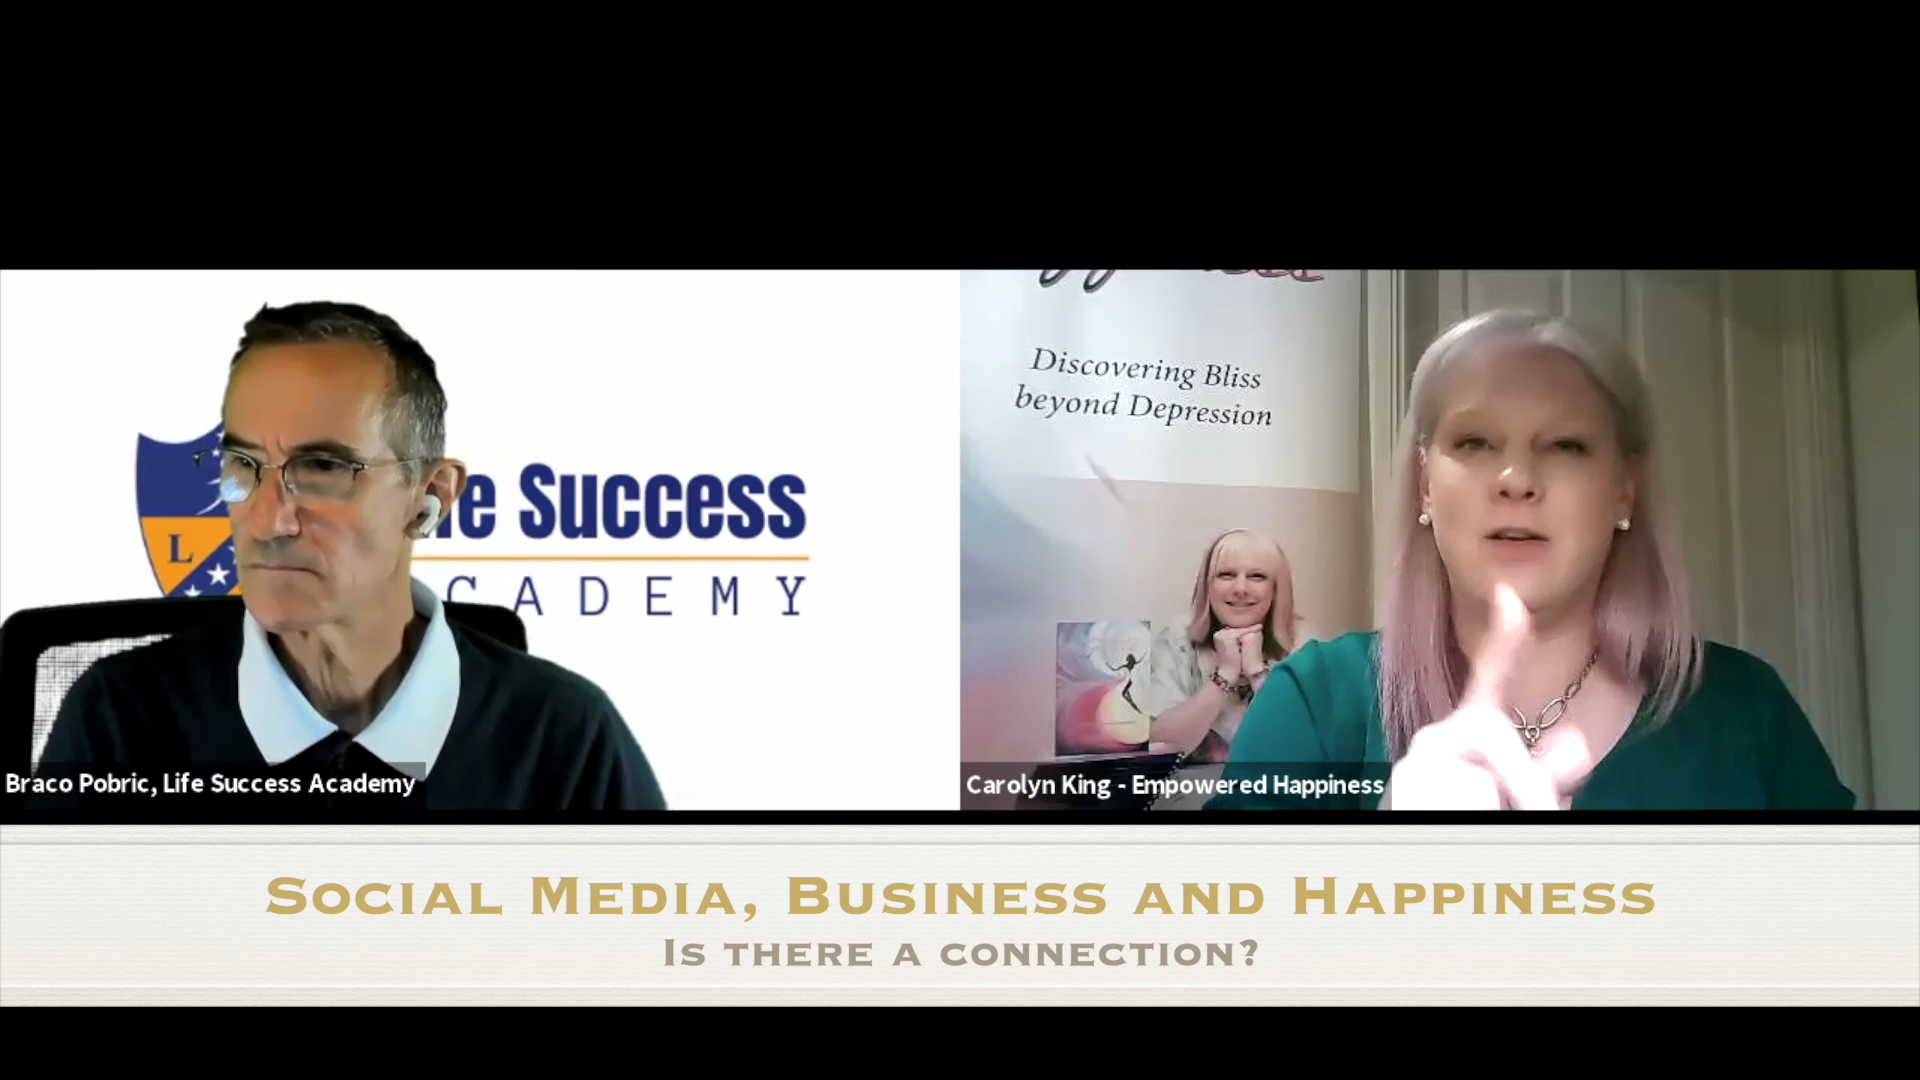 Discovering Bliss
beyond Depression
L
Success
CADEMY
Braco Pobric, Life Success Academy
Carolyn King - Empowered Happiness
Social Media, Business and Happiness
Is there a connection?